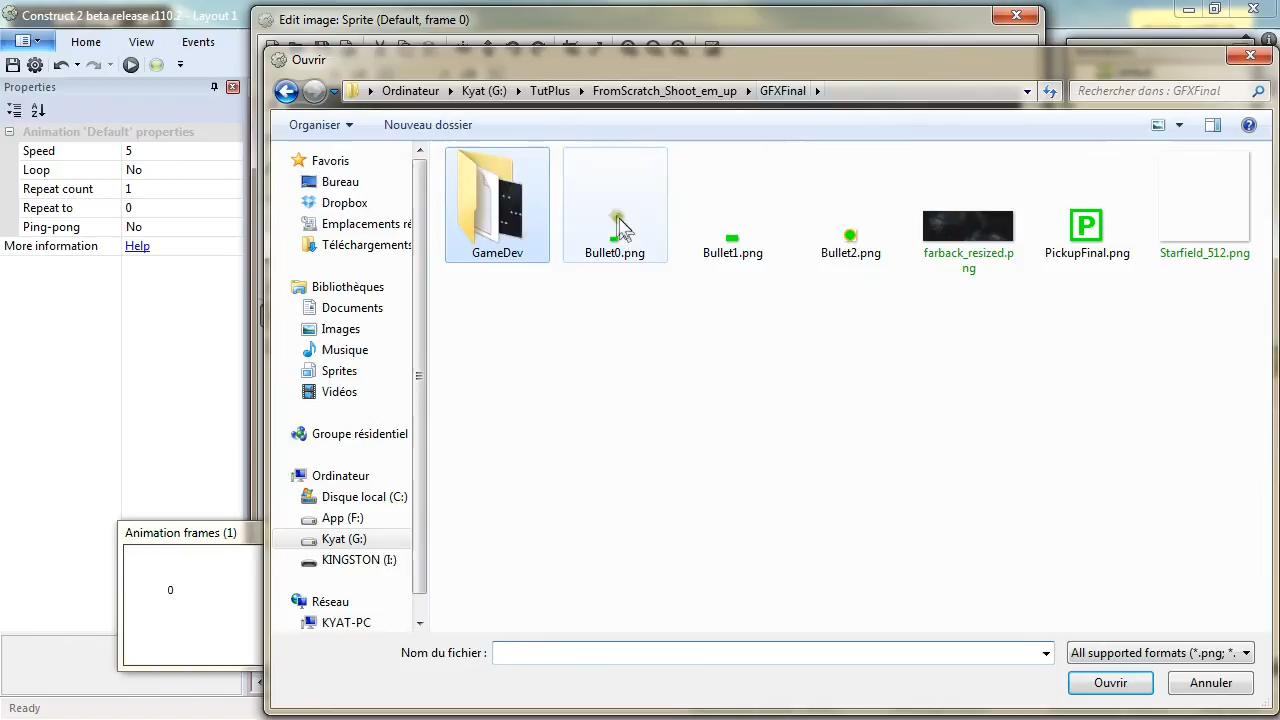 Construct 2 beta release r110.2 - Layout 1
Edit image: Sprite (Default, frame 0)
Home View Events
Ouvrir
Properties
Ordinateur Kyat (G:) TutPlus FromScratch_Shoot_em_up GFXFinal
Rechercher dans : GFXFinal
Organiser Nouveau dossier
Animation 'Default' properties
Speed 5
Loop No
Repeat count 1
Repeat to 0
Ping-pong No
More information Help
Favoris
Bureau
Dropbox
Emplacements ré
Téléchargements
Bibliothèques
Documents
Images
Musique
Sprites
Vidéos
Groupe résidentiel
Ordinateur
Disque local (C:)
App (F:)
Kyat (G:)
KINGSTON (I:)
Réseau
KYAT-PC
P
GameDev
Bullet0.png
Bullet1.png
Bullet2.png
farback_resized.p
ng
PickupFinal.png
Starfield_512.png
Animation frames (1)
0
Nom du fichier :
All supported formats (*.png; *.
Ouvrir Annuler
Ready